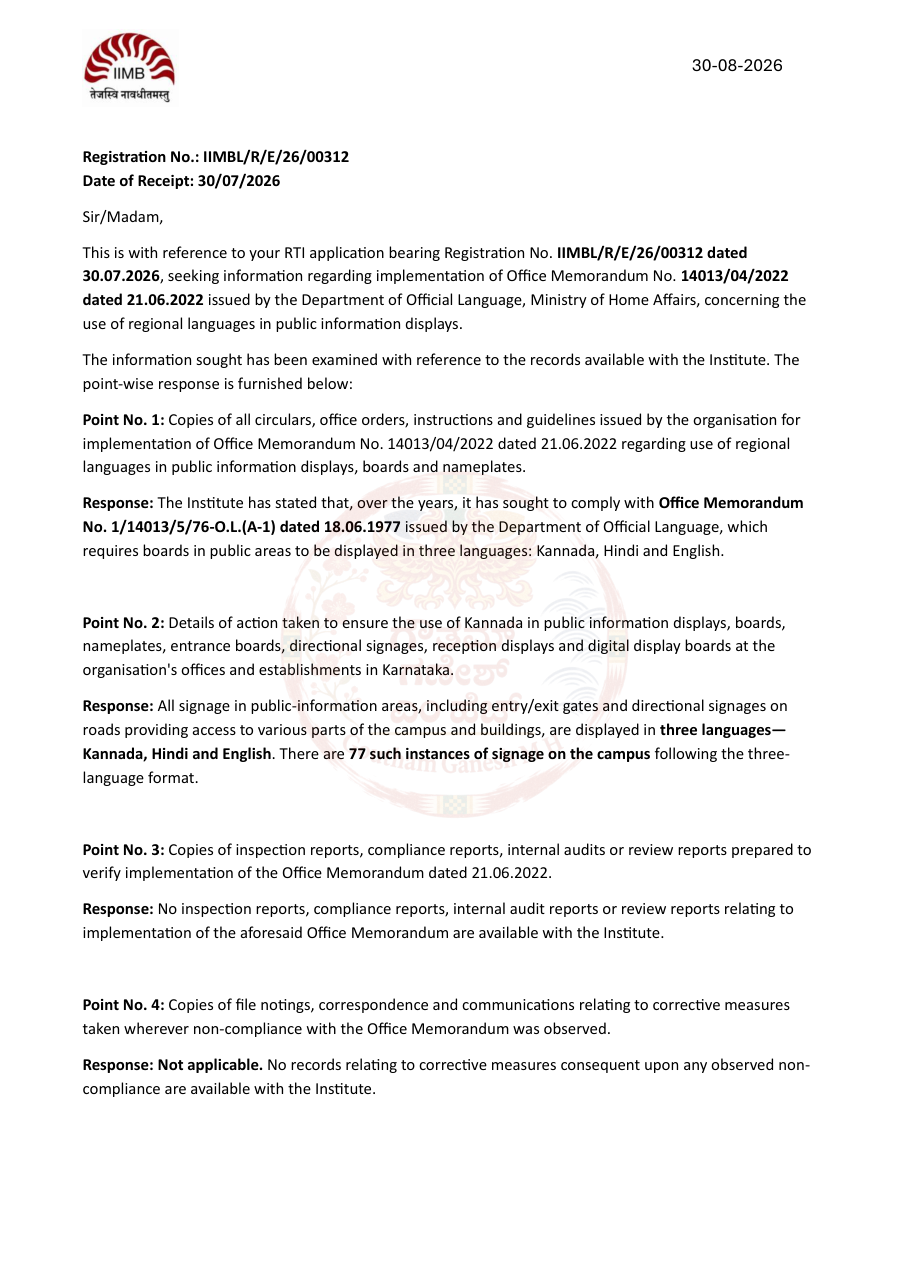 IIMB
तेजस्वि नावधीतमस्तु
30-08-2026
Registration No.: IIMBL/R/E/26/00312
Date of Receipt: 30/07/2026
Sir/Madam,
This is with reference to your RTI application bearing Registration No. IIMBL/R/E/26/00312 dated
30.07.2026, seeking information regarding implementation of Office Memorandum No. 14013/04/2022
dated 21.06.2022 issued by the Department of Official Language, Ministry of Home Affairs, concerning the
use of regional languages in public information displays.
The information sought has been examined with reference to the records available with the Institute. The
point-wise response is furnished below:
Point No. 1: Copies of all circulars, office orders, instructions and guidelines issued by the organisation for
implementation of Office Memorandum No. 14013/04/2022 dated 21.06.2022 regarding use of regional
languages in public information displays, boards and nameplates.
Response: The Institute has stated that, over the years, it has sought to comply with Office Memorandum
No. 1/14013/5/76-O.L.(A-1) dated 18.06.1977 issued by the Department of Official Language, which
requires boards in public areas to be displayed in three languages: Kannada, Hindi and English.
Point No. 2: Details of action taken to ensure the use of Kannada in public information displays, boards,
nameplates, entrance boards, directional signages, reception displays and digital display boards at the
organisation's offices and establishments in Karnataka.
Response: All signage in public-information areas, including entry/exit gates and directional signages on
roads providing access to various parts of the campus and buildings, are displayed in three languages—
Kannada, Hindi and English. There are 77 such instances of signage on the campus following the three-
language format.
Point No. 3: Copies of inspection reports, compliance reports, internal audits or review reports prepared to
verify implementation of the Office Memorandum dated 21.06.2022.
Response: No inspection reports, compliance reports, internal audit reports or review reports relating to
implementation of the aforesaid Office Memorandum are available with the Institute.
Point No. 4: Copies of file notings, correspondence and communications relating to corrective measures
taken wherever non-compliance with the Office Memorandum was observed.
Response: Not applicable. No records relating to corrective measures consequent upon any observed non-
compliance are available with the Institute.
ಗೌತಮ್
ಗಣೇಶ್